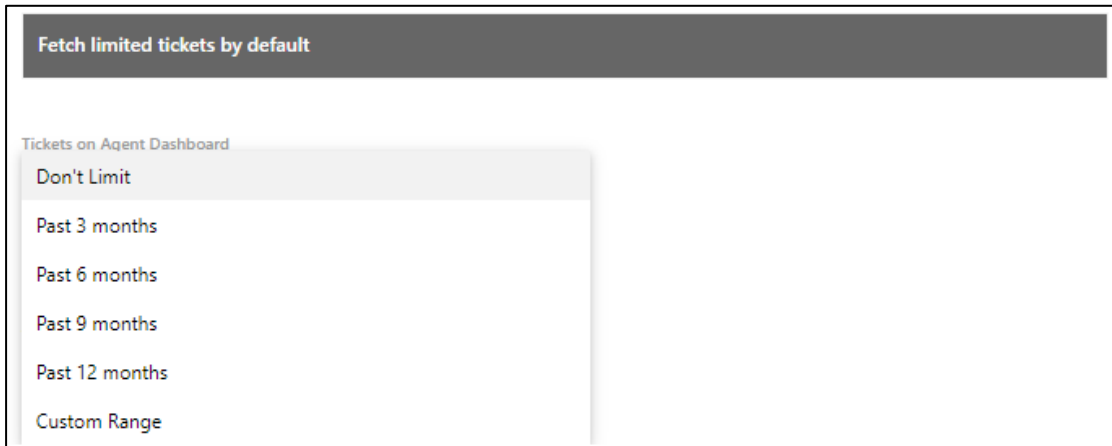 Fetch limited tickets by default
Tickets on Agent Dashboard
Don't Limit
Past 3 months
Past 6 months
Past 9 months
Past 12 months
Custom Range